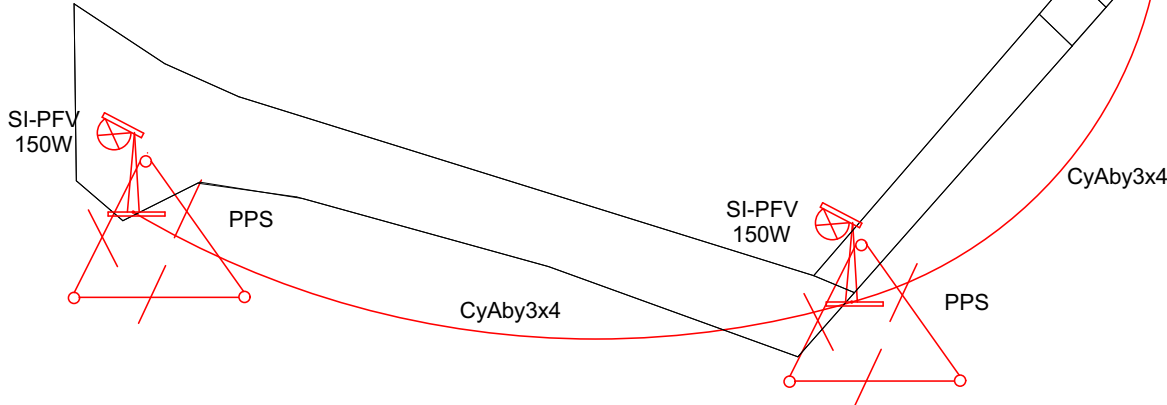 SI-PFV
150W
PPS
CyAby3x4
SI-PFV
150W
PPS
CyAby3x4